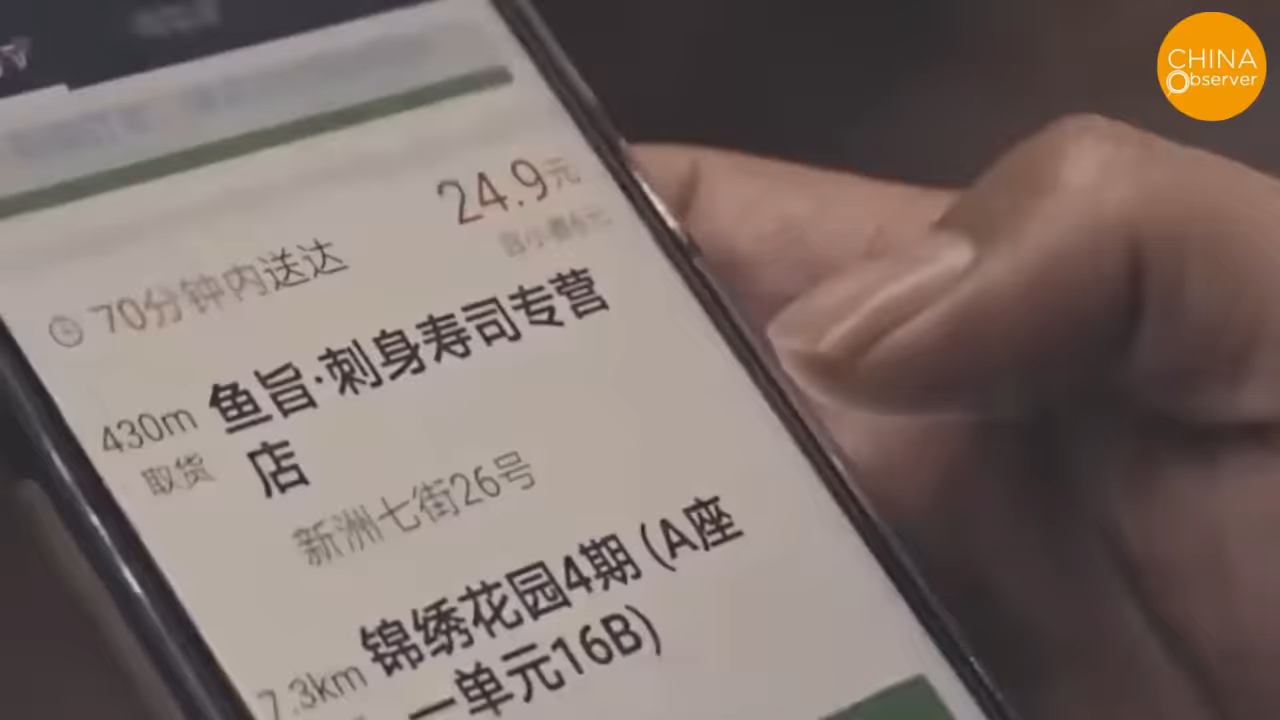 CHINA
Observer
24.9元
70分钟内送达
430m
鱼旨·刺身寿司专营
店
取货
新洲七街26号
7.3km
锦绣花园4期 (A座
一单元16B)